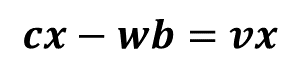 cx − wb = vx